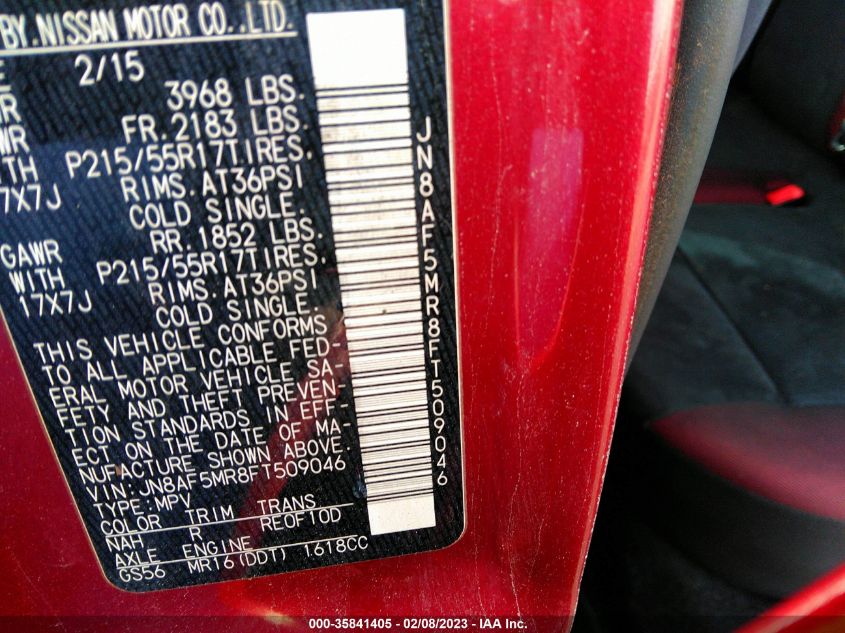 BY.NISSAN MOTOR CO.,LTD.
2/15
3968 LBS.
FR.2183 LBS.
WITH P215/55R17TIRES.
17X7J RIMS.AT36PSI
COLD SINGLE.
GAWR RR.1852 LBS.
WITH P215/55R17TIRES.
17X7J RIMS.AT36PSI
COLD SINGLE.
THIS VEHICLE CONFORMS
TO ALL APPLICABLE FED-
ERAL MOTOR VEHICLE SA-
FETY AND THEFT PREVEN-
TION STANDARDS IN EFF-
ECT ON THE DATE OF MA-
NUFACTURE SHOWN ABOVE.
VIN:JN8AF5MR8FT509046
TYPE:MPV
COLOR TRIM TRANS
NAH R RE0F10D
AXLE ENGINE
GS56 MR16(DDT) 1.618CC
JN8AF5MR8FT509046
000-35841405 - 02/08/2023 - IAA Inc.